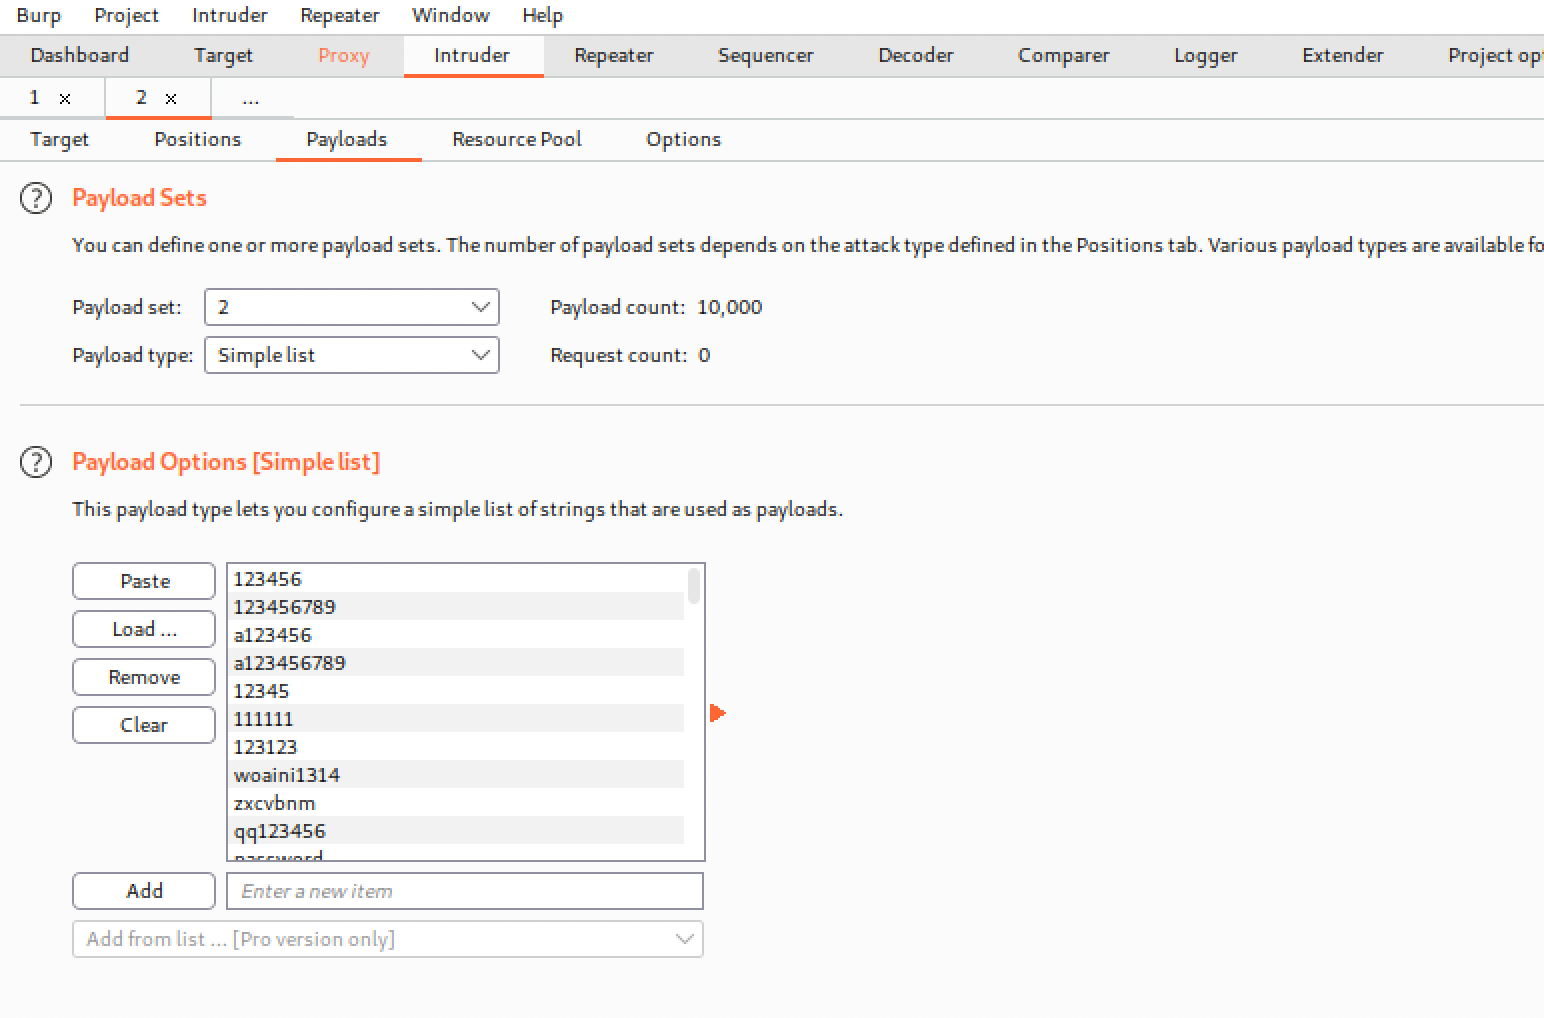 Burp Project Intruder Repeater Window Help
Dashboard Target Proxy Intruder Repeater Sequencer Decoder Comparer Logger Extender Project opt
1 × 2 × ...
Target Positions Payloads Resource Pool Options
? Payload Sets
You can define one or more payload sets. The number of payload sets depends on the attack type defined in the Positions tab. Various payload types are available fo
Payload set: 2 Payload count: 10,000
Payload type: Simple list Request count: 0
? Payload Options [Simple list]
This payload type lets you configure a simple list of strings that are used as payloads.
Paste
Load ...
Remove
Clear
123456
123456789
a123456
a123456789
12345
111111
123123
woaini1314
zxcvbnm
qq123456
password
Add Enter a new item
Add from list ... [Pro version only]